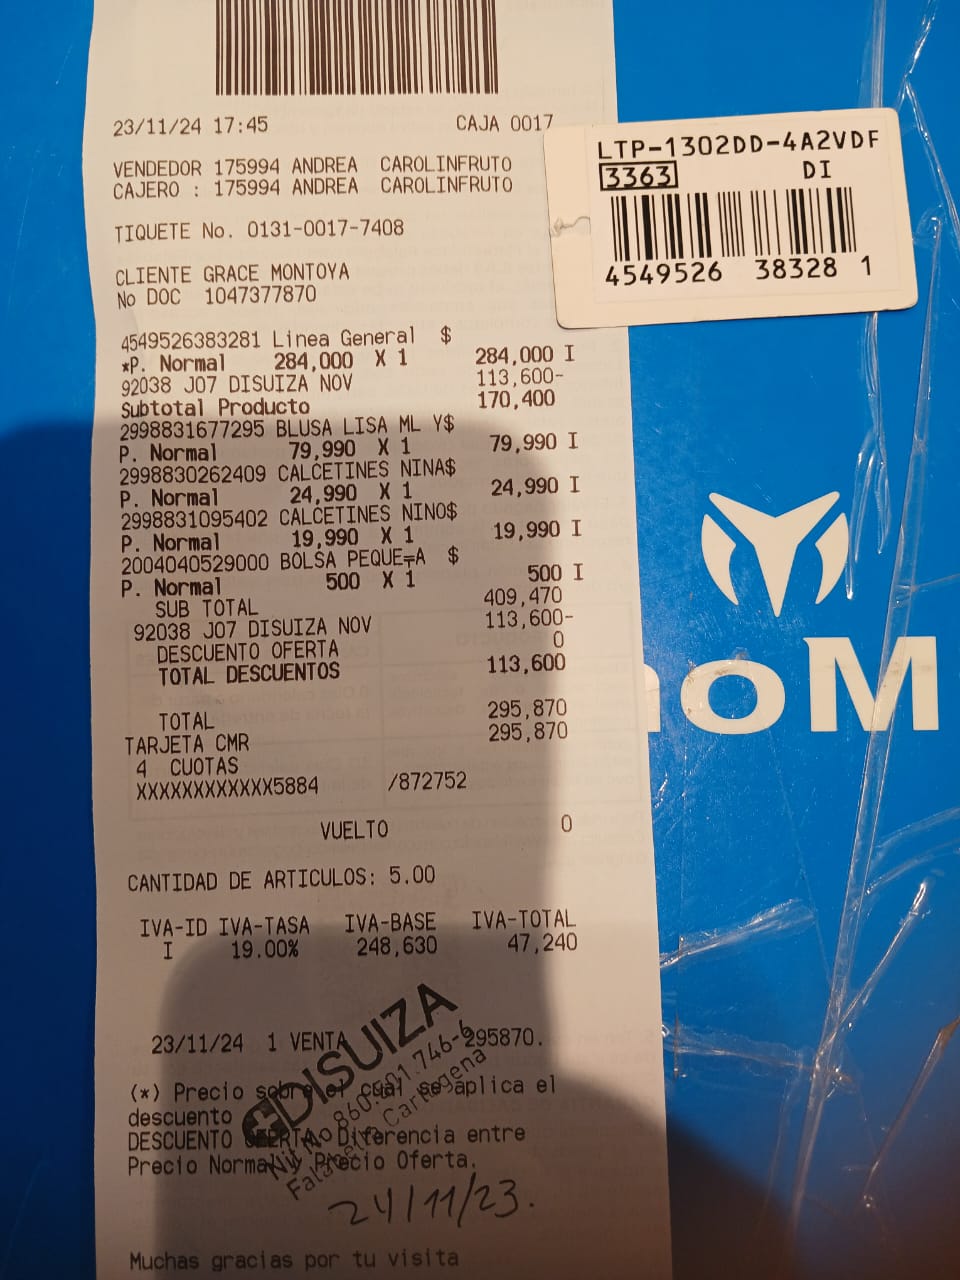 23/11/24 17:45 CAJA 0017
VENDEDOR 175994 ANDREA CAROLINFRUTO
CAJERO : 175994 ANDREA CAROLINFRUTO
TIQUETE No. 0131-0017-7408
CLIENTE GRACE MONTOYA
No DOC 1047377870
4549526383281 Linea General $
*P. Normal 284,000 X 1 284,000 I
92038 J07 DISUIZA NOV 113,600-
Subtotal Producto 170,400
2998831677295 BLUSA LISA ML Y$
P. Normal 79,990 X 1 79,990 I
2998830262409 CALCETINES NINA$
P. Normal 24,990 X 1 24,990 I
2998831095402 CALCETINES NINO$
P. Normal 19,990 X 1 19,990 I
2004040529000 BOLSA PEQUE╤A $
P. Normal 500 X 1 500 I
SUB TOTAL 409,470
92038 J07 DISUIZA NOV 113,600-
DESCUENTO OFERTA 0
TOTAL DESCUENTOS 113,600
TOTAL 295,870
TARJETA CMR 295,870
4 CUOTAS
XXXXXXXXXXXX5884 /872752
VUELTO 0
CANTIDAD DE ARTICULOS: 5.00
IVA-ID IVA-TASA IVA-BASE IVA-TOTAL
I 19.00% 248,630 47,240
23/11/24 1 VENTA 295870.
(*) Precio sobre el cual se aplica el
descuento
DESCUENTO OFERTA: Diferencia entre
Precio Normal y Precio Oferta.
DISUIZA
Nit No 860.501.746-6
Falabella Cartagena
24/11/23.
Muchas gracias por tu visita
LTP-1302DD-4A2VDF
3363 DI
4549526 38328 1
Mo